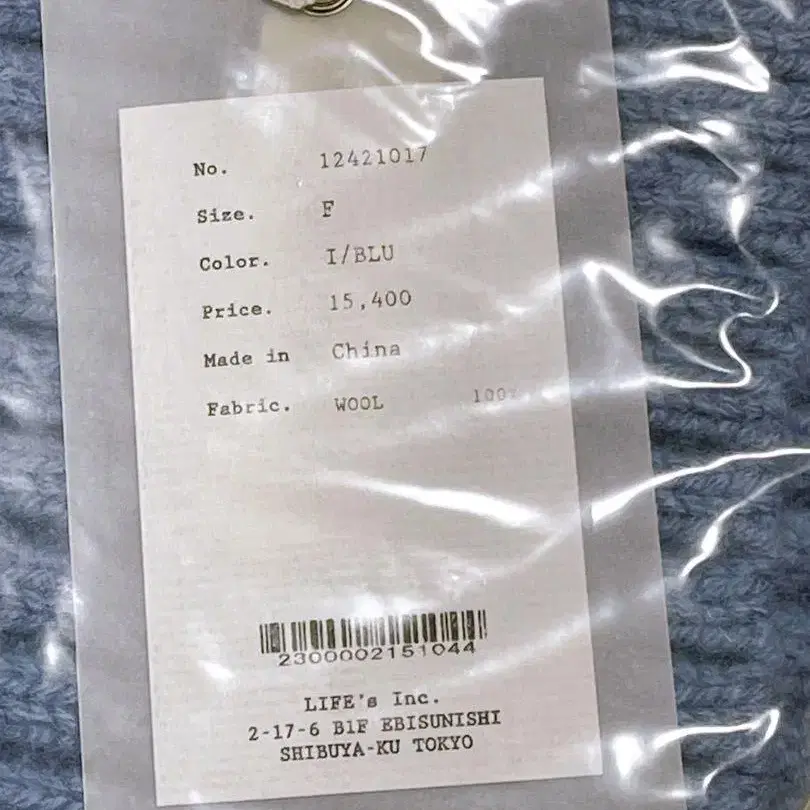 No. 12421017
Size. F
Color. I/BLU
Price. 15,400
Made in China
Fabric. WOOL 100%
2300002151044
LIFE's Inc.
2-17-6 B1F EBISUNISHI
SHIBUYA-KU TOKYO